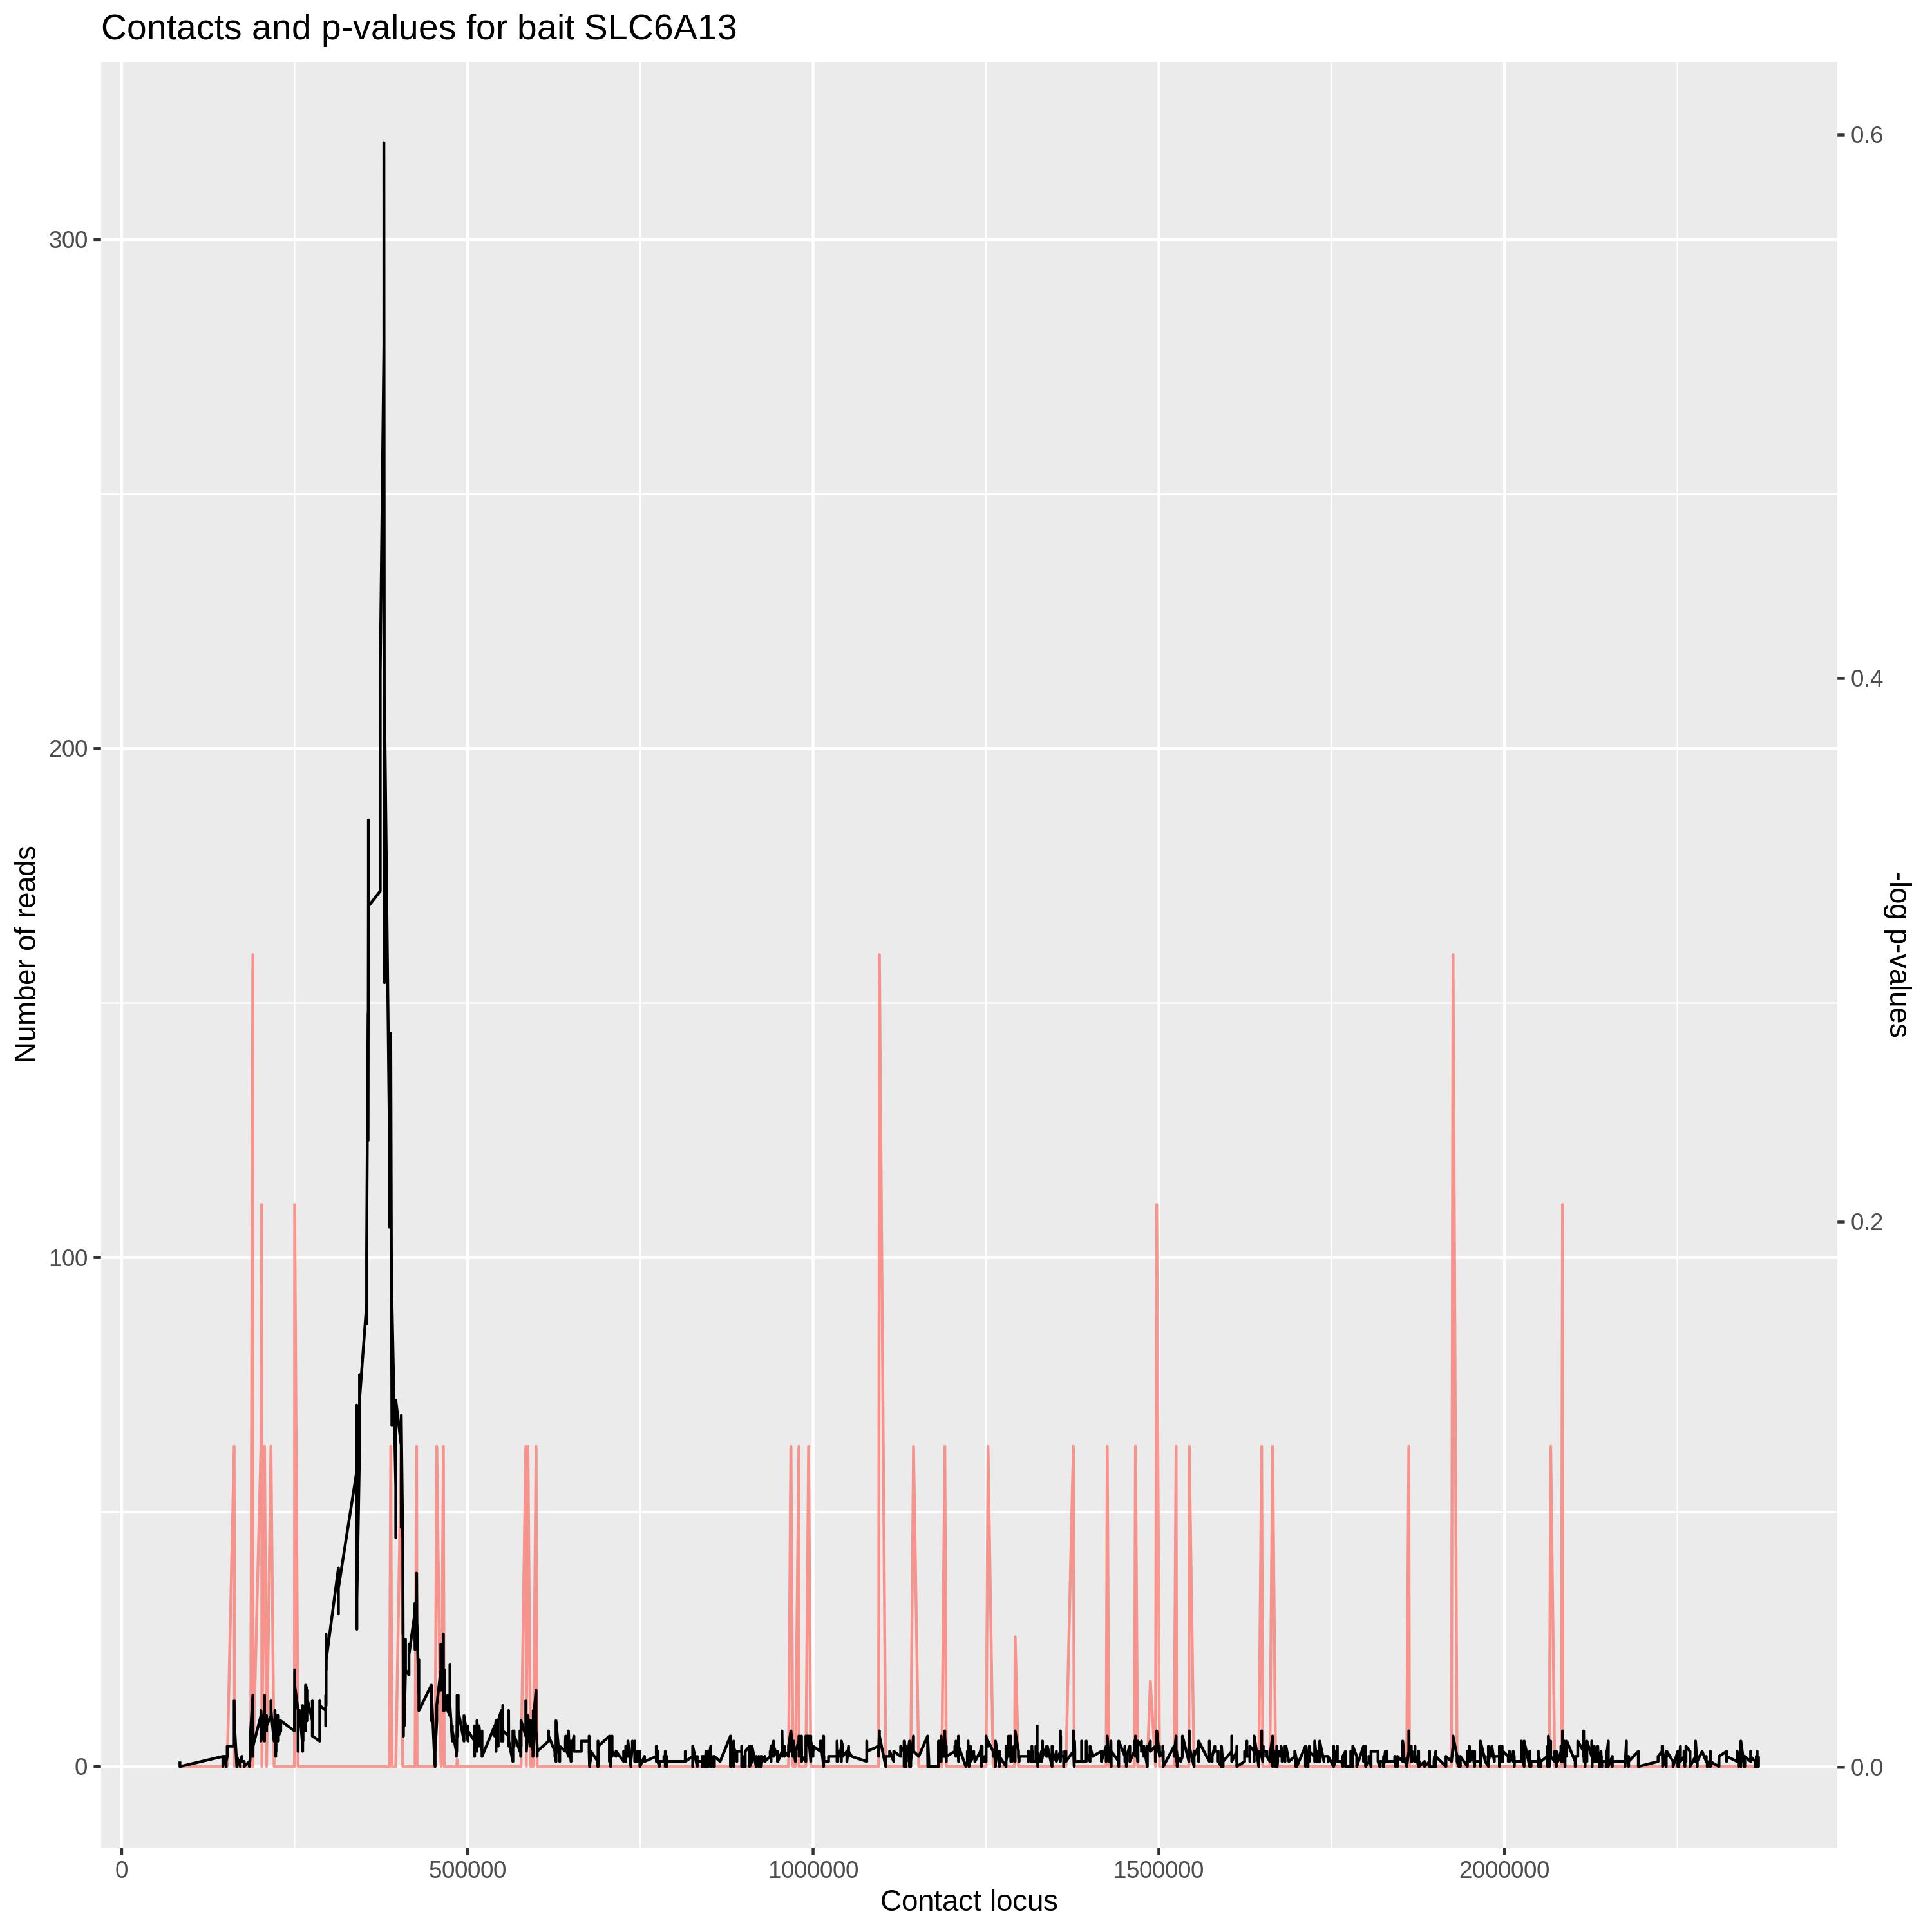 Contacts and p-values for bait SLC6A13
Number of reads
300
200
100
0
0.6
0.4
0.2
0.0
-log p-values
0 500000 1000000 1500000 2000000
Contact locus